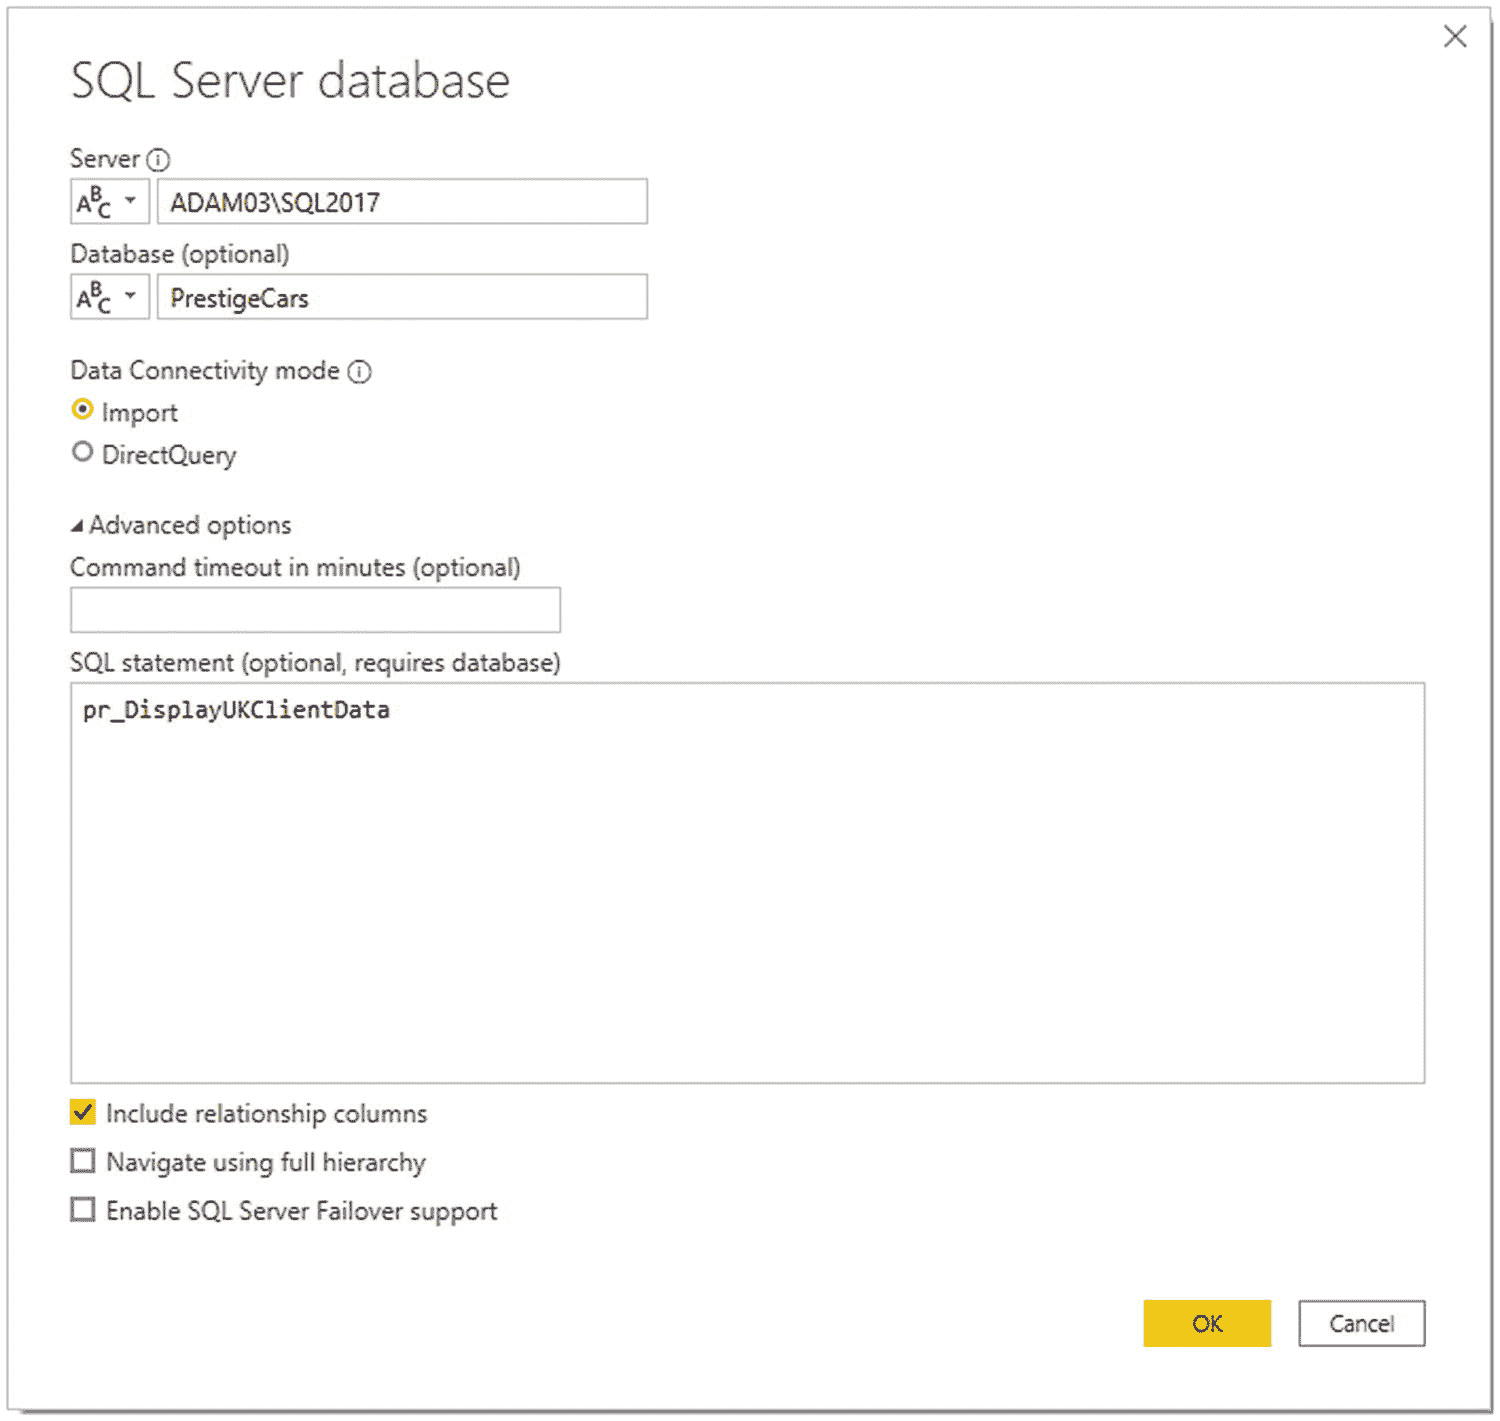 SQL Server database
Server
ABC ADAM03\SQL2017
Database (optional)
ABC PrestigeCars
Data Connectivity mode
Import
DirectQuery
Advanced options
Command timeout in minutes (optional)
SQL statement (optional, requires database)
pr_DisplayUKClientData
Include relationship columns
Navigate using full hierarchy
Enable SQL Server Failover support
OK Cancel